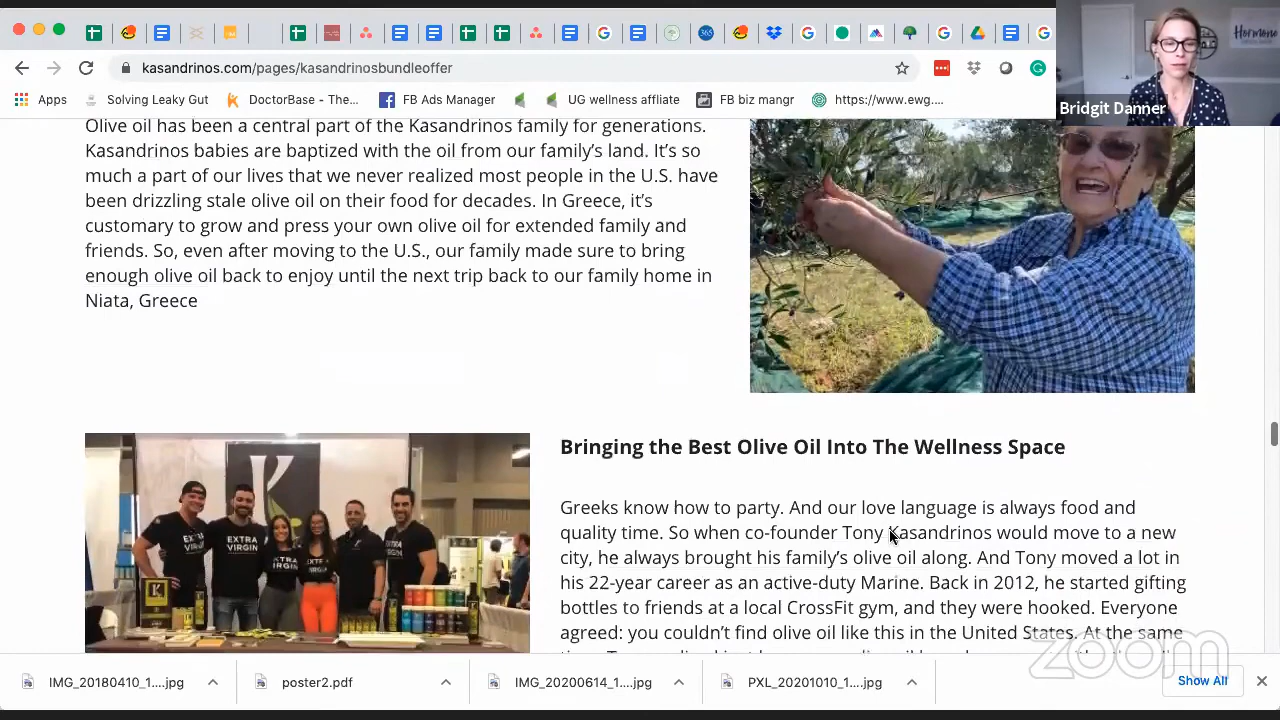 Hormone
kasandrinos.com/pages/kasandrinosbundleoffer
Apps
Solving Leaky Gut
DoctorBase - The...
FB Ads Manager
UG wellness affliate
FB biz mangr
https://www.ewg....
Bridgit Danner
Olive oil has been a central part of the Kasandrinos family for generations.
Kasandrinos babies are baptized with the oil from our family's land. It's so
much a part of our lives that we never realized most people in the U.S. have
been drizzling stale olive oil on their food for decades. In Greece, it's
customary to grow and press your own olive oil for extended family and
friends. So, even after moving to the U.S., our family made sure to bring
enough olive oil back to enjoy until the next trip back to our family home in
Niata, Greece
Bringing the Best Olive Oil Into The Wellness Space
Greeks know how to party. And our love language is always food and
quality time. So when co-founder Tony Kasandrinos would move to a new
city, he always brought his family's olive oil along. And Tony moved a lot in
his 22-year career as an active-duty Marine. Back in 2012, he started gifting
bottles to friends at a local CrossFit gym, and they were hooked. Everyone
agreed: you couldn't find olive oil like this in the United States. At the same
K
EXTRA
VIRGIN
EXTRA
VIRGIN
EXTRA
VIRGIN
EXTRA
VIRGIN
zoom
IMG_20180410_1....jpg
poster2.pdf
IMG_20200614_1....jpg
PXL_20201010_1....jpg
Show All